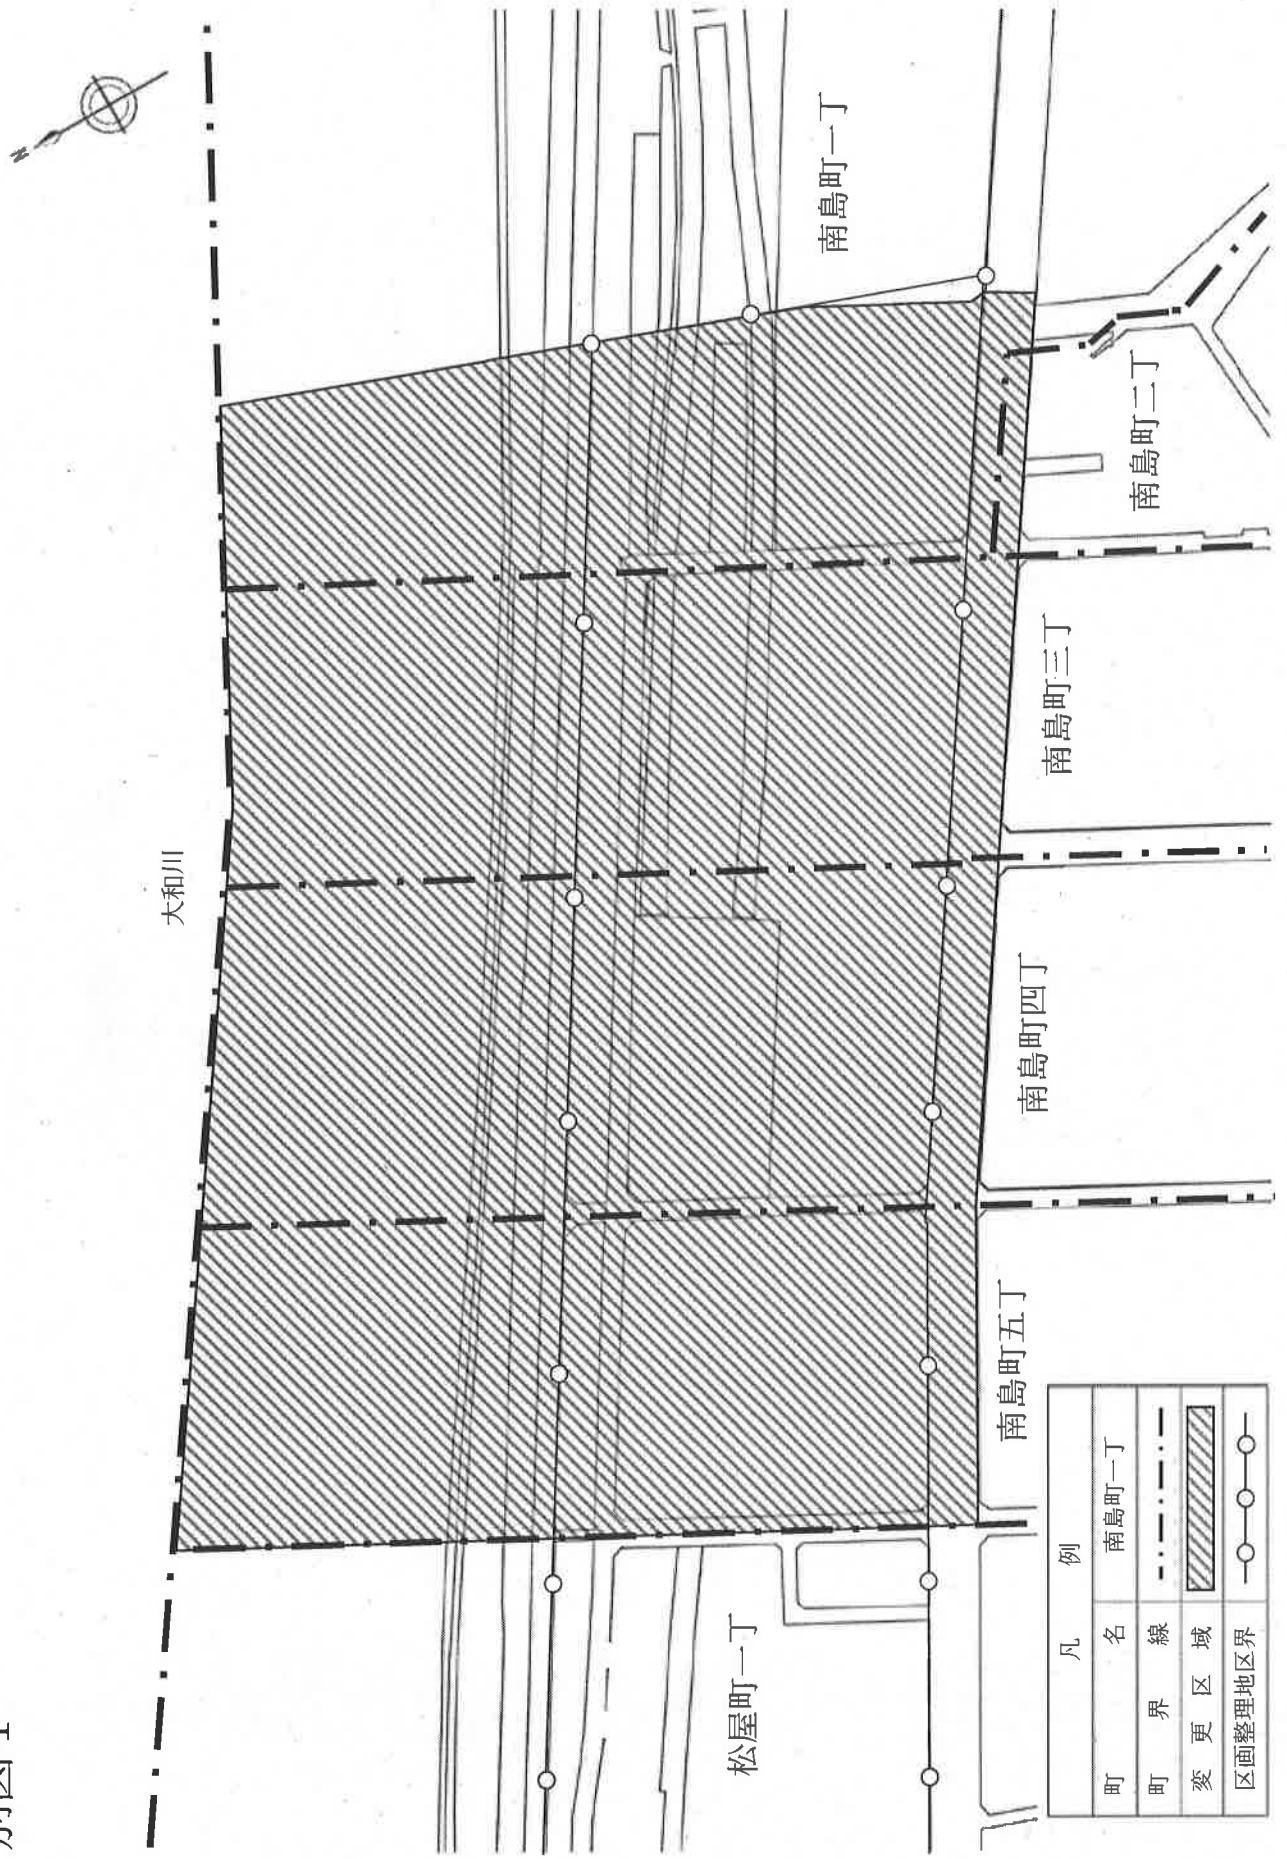 別図1
N
大和川
南島町一丁
南島町二丁
南島町三丁
南島町四丁
南島町五丁
松屋町一丁
凡 例
町 名 南島町一丁
町 界 線
変 更 区 域
区画整理地区界